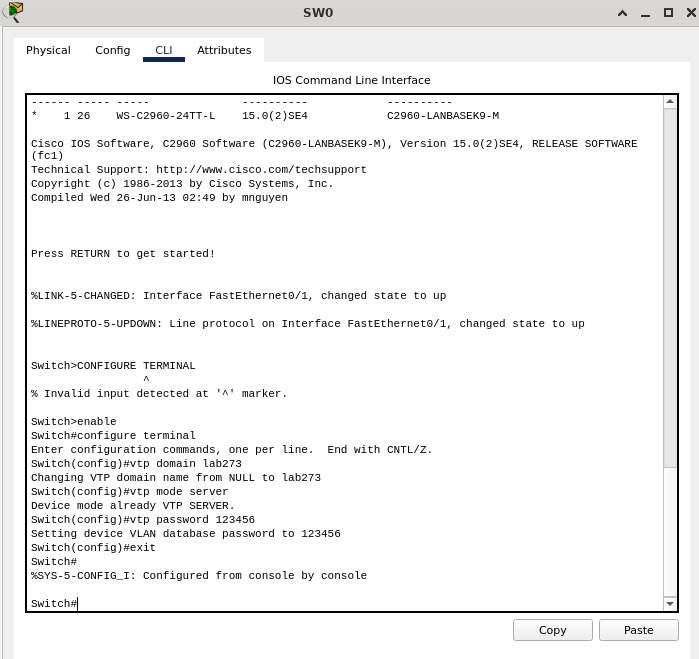 SW0
Physical Config CLI Attributes
IOS Command Line Interface
------ ----- ----- ---------- ----------
* 1 26 WS-C2960-24TT-L 15.0(2)SE4 C2960-LANBASEK9-M
Cisco IOS Software, C2960 Software (C2960-LANBASEK9-M), Version 15.0(2)SE4, RELEASE SOFTWARE
(fc1)
Technical Support: http://www.cisco.com/techsupport
Copyright (c) 1986-2013 by Cisco Systems, Inc.
Compiled Wed 26-Jun-13 02:49 by mnguyen
Press RETURN to get started!
%LINK-5-CHANGED: Interface FastEthernet0/1, changed state to up
%LINEPROTO-5-UPDOWN: Line protocol on Interface FastEthernet0/1, changed state to up
Switch>CONFIGURE TERMINAL
^
% Invalid input detected at '^' marker.
Switch>enable
Switch#configure terminal
Enter configuration commands, one per line. End with CNTL/Z.
Switch(config)#vtp domain lab273
Changing VTP domain name from NULL to lab273
Switch(config)#vtp mode server
Device mode already VTP SERVER.
Switch(config)#vtp password 123456
Setting device VLAN database password to 123456
Switch(config)#exit
Switch#
%SYS-5-CONFIG_I: Configured from console by console
Switch#
Copy Paste